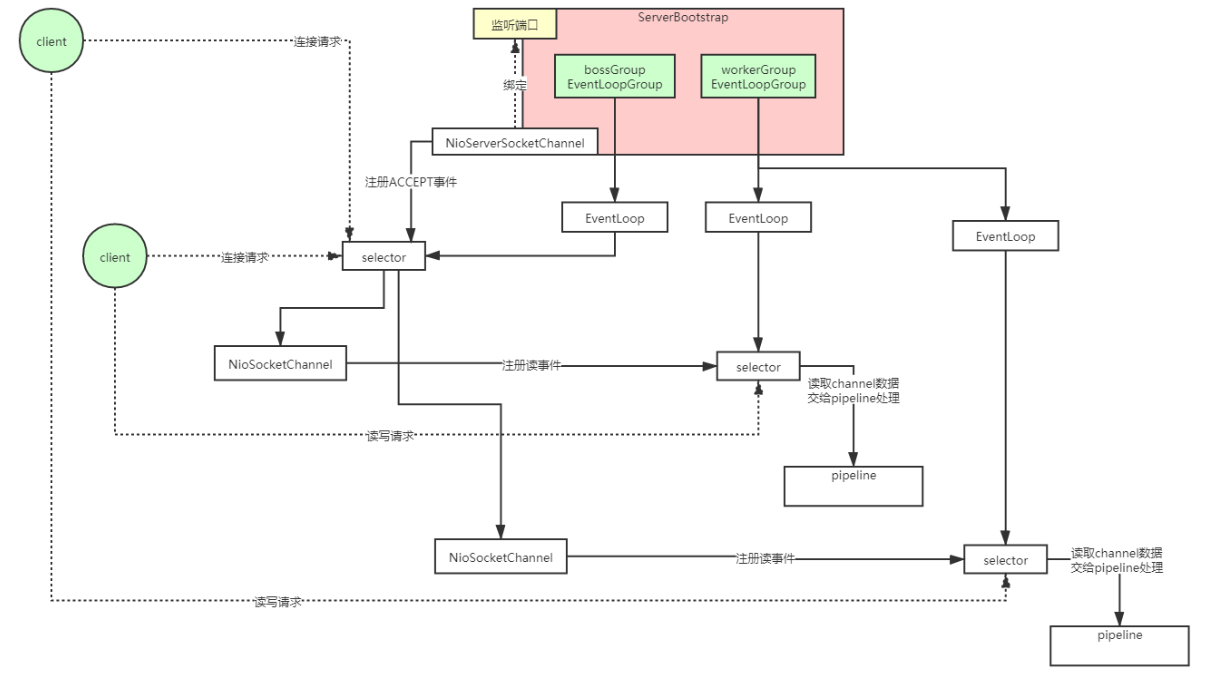 client
连接请求
监听端口
ServerBootstrap
bossGroup
EventLoopGroup
workerGroup
EventLoopGroup
绑定
NioServerSocketChannel
注册ACCEPT事件
EventLoop
EventLoop
EventLoop
client
连接请求
selector
NioSocketChannel
注册读事件
selector
读取channel数据
交给pipeline处理
读写请求
pipeline
NioSocketChannel
注册读事件
selector
读取channel数据
交给pipeline处理
读写请求
pipeline